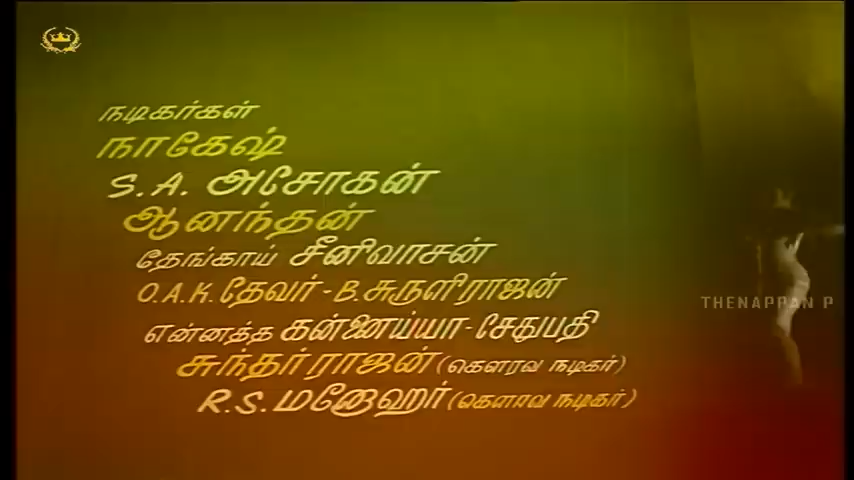 நடிகர்கள்
நாகேஷ்
S.A. அசோகன்
ஆனந்தன்
தேங்காய் சீனிவாசன்
O.A.K. தேவர் - B. சுருளிராஜன்
என்னத்த கன்னைய்யா - சேதுபதி
சுந்தர்ராஜன் (கௌரவ நடிகர்)
R.S. மனோஹர் (கௌரவ நடிகர்)
THENAPPAN P